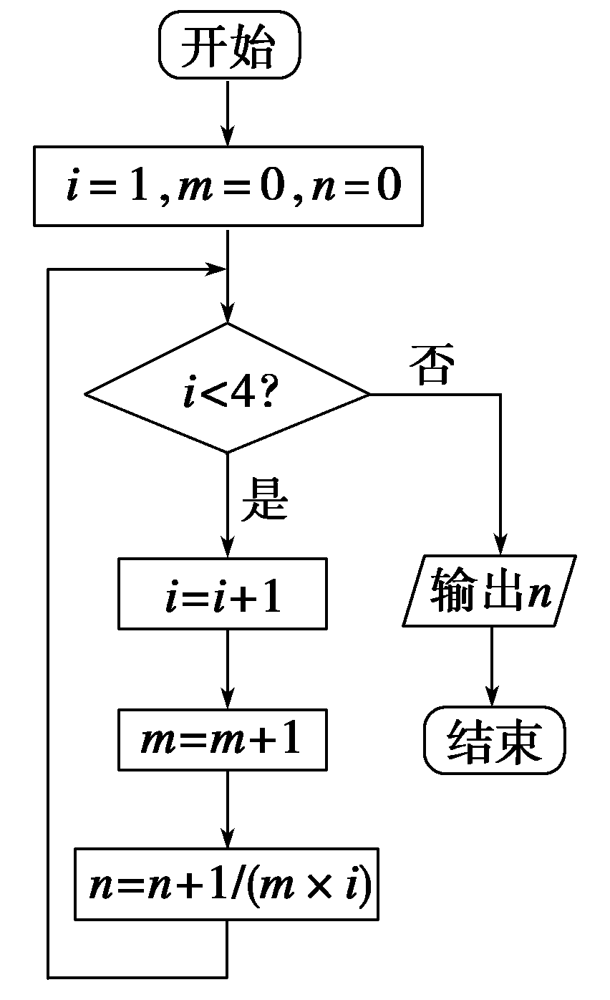 开始
i=1,m=0,n=0
i<4?
否
是
i=i+1
输出n
m=m+1
结束
n=n+1/(m×i)